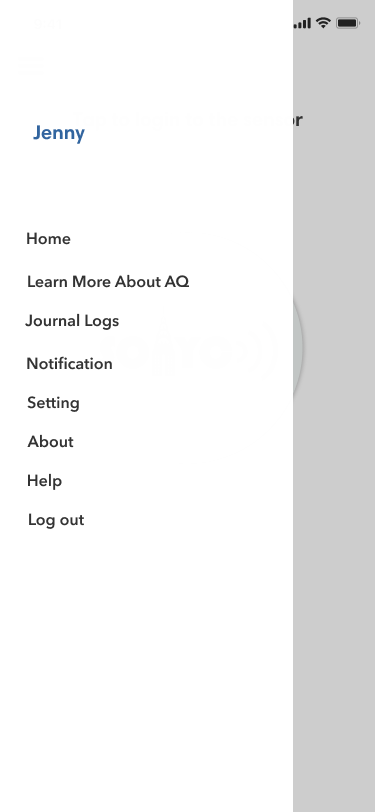 Jenny
Home
Learn More About AQ
Journal Logs
Notification
Setting
About
Help
Log out